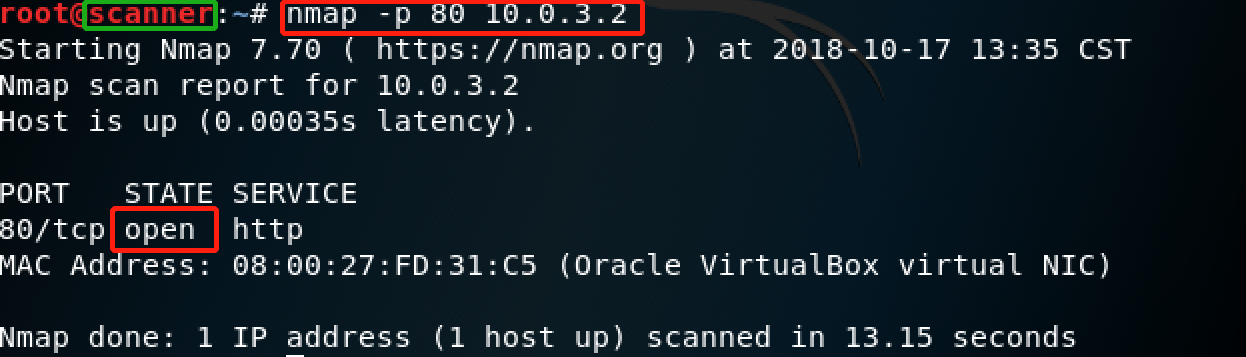 root@scanner:~# nmap -p 80 10.0.3.2
Starting Nmap 7.70 ( https://nmap.org ) at 2018-10-17 13:35 CST
Nmap scan report for 10.0.3.2
Host is up (0.00035s latency).
PORT   STATE SERVICE
80/tcp open  http
MAC Address: 08:00:27:FD:31:C5 (Oracle VirtualBox virtual NIC)
Nmap done: 1 IP address (1 host up) scanned in 13.15 seconds